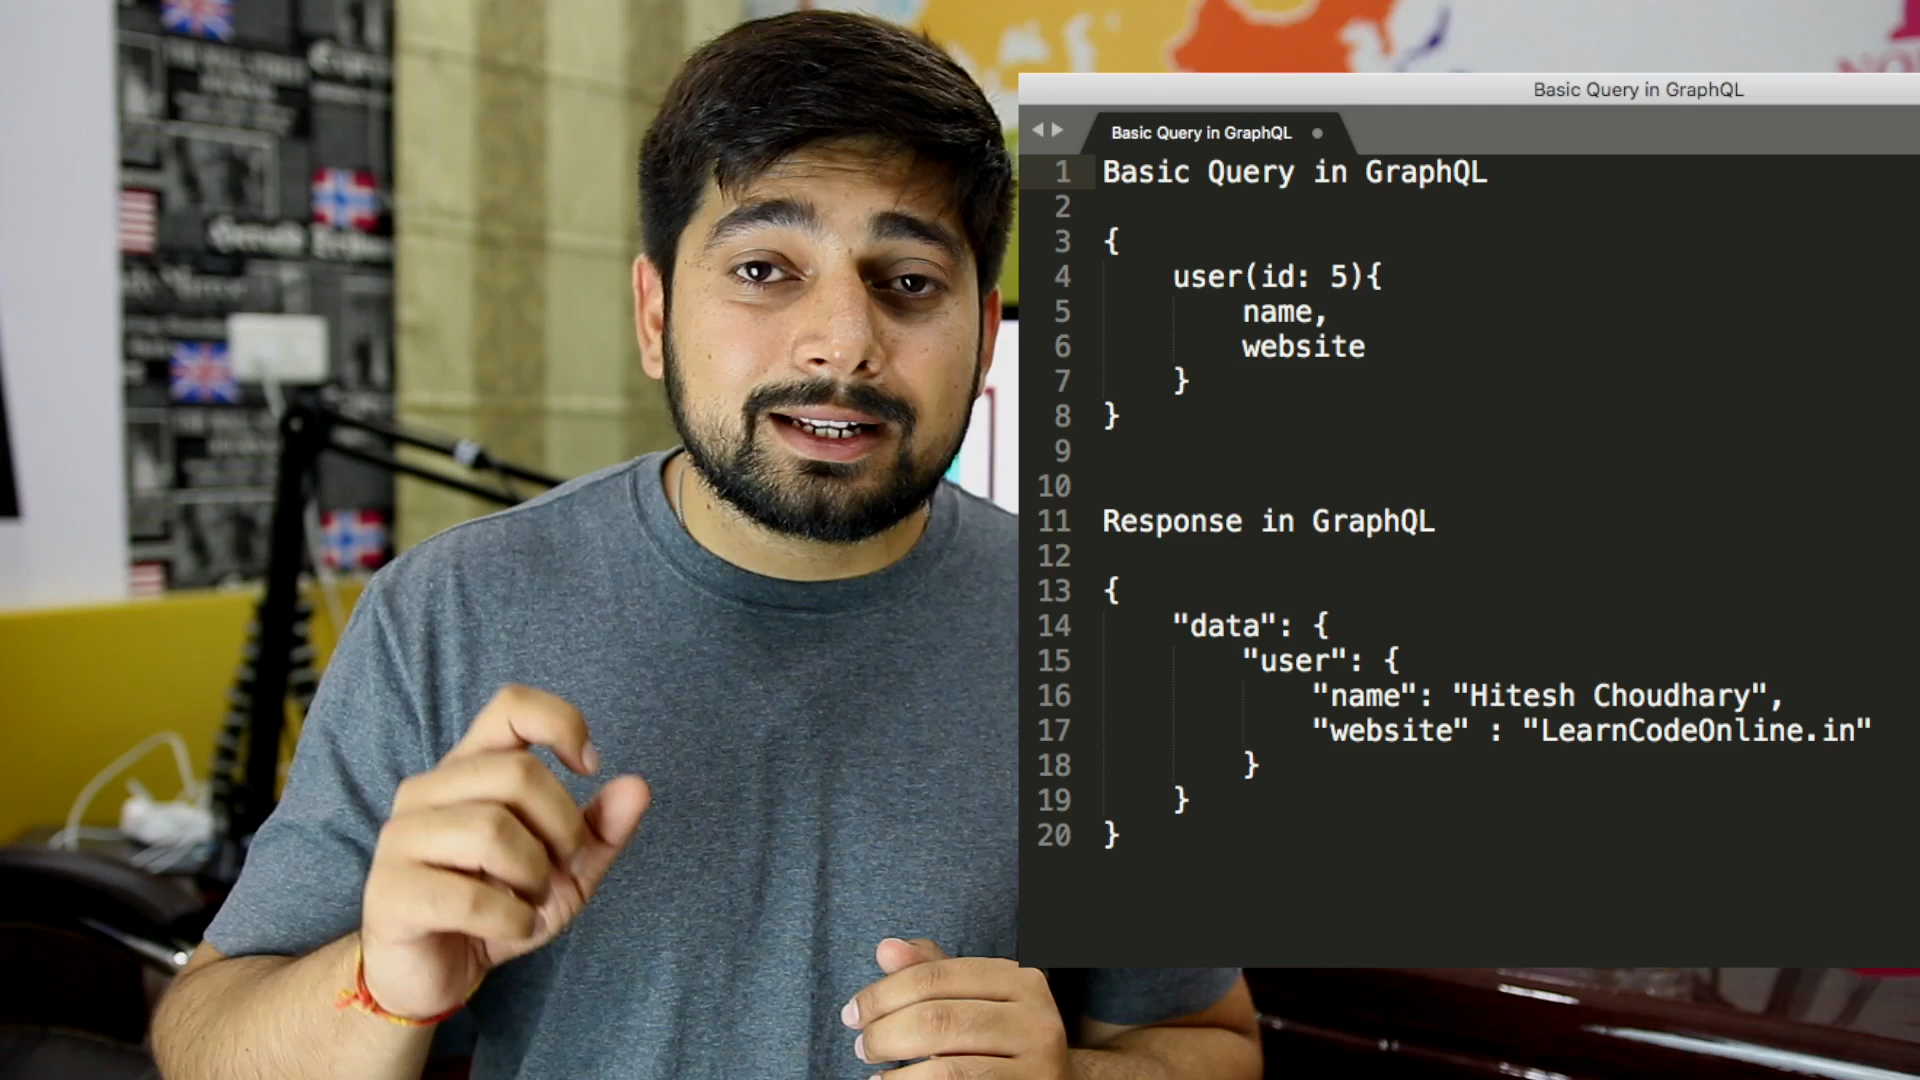 Basic Query in GraphQL
Basic Query in GraphQL
1 Basic Query in GraphQL
2
3 {
4 user(id: 5){
5 name,
6 website
7 }
8 }
9
10
11 Response in GraphQL
12
13 {
14 "data": {
15 "user": {
16 "name": "Hitesh Choudhary",
17 "website" : "LearnCodeOnline.in"
18 }
19 }
20 }